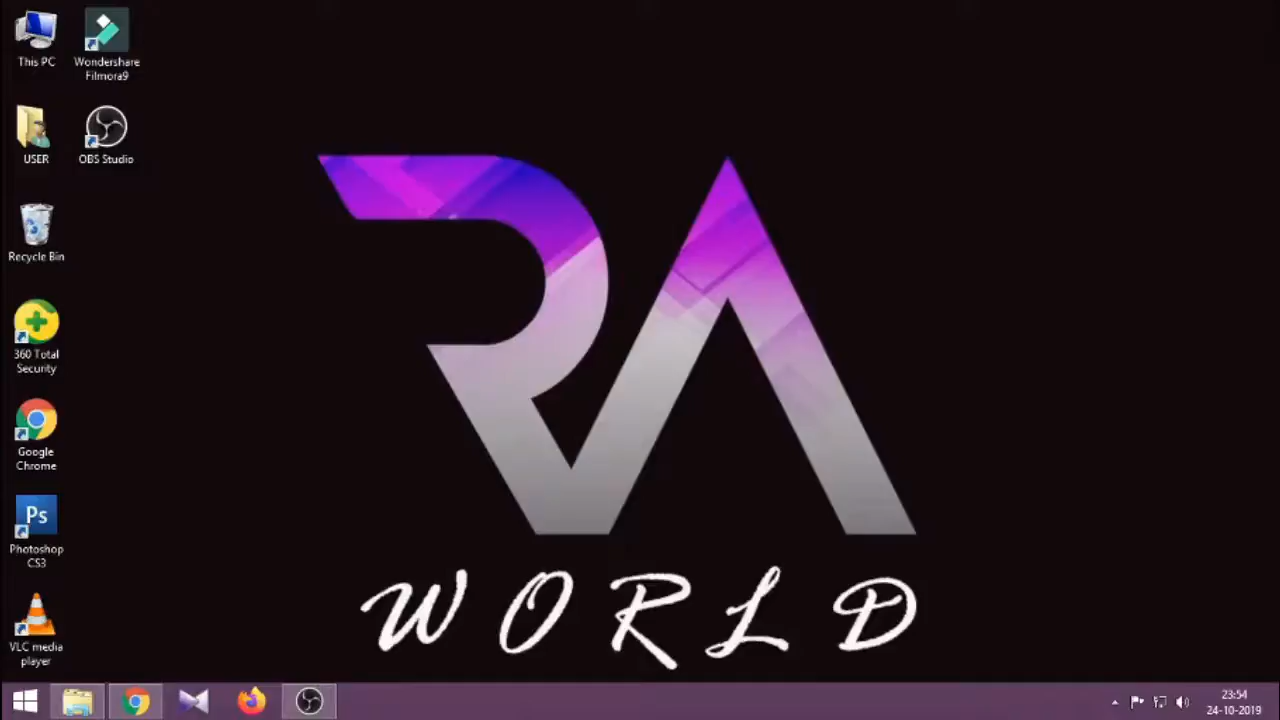 This PC
Wondershare
Filmora9
USER
OBS Studio
Recycle Bin
360 Total
Security
Google
Chrome
Ps
Photoshop
CS3
VLC media
player
RA
WORLD
23:54
24-10-2019